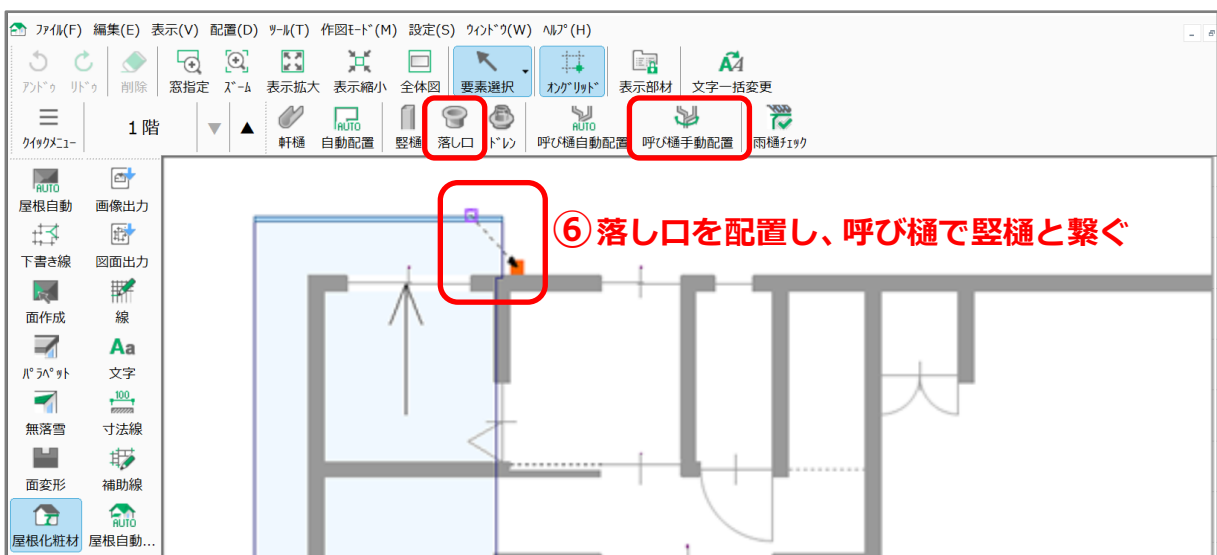 ﾌｧｲﾙ(F) 編集(E) 表示(V) 配置(D) ﾂｰﾙ(T) 作図ﾓｰﾄﾞ(M) 設定(S) ｳｨﾝﾄﾞｳ(W) ﾍﾙﾌﾟ(H)
ｱﾝﾄﾞｩ ﾘﾄﾞｩ 削除 窓指定 ｽﾞｰﾑ 表示拡大 表示縮小 全体図 要素選択 ｵﾝｸﾞﾘｯﾄﾞ 表示部材 文字一括変更
ｸｲｯｸﾒﾆｭｰ 1階 ▼ ▲ 軒樋 AUTO 自動配置 竪樋 落し口 ﾄﾞﾚﾝ AUTO 呼び樋自動配置 呼び樋手動配置 雨樋ﾁｪｯｸ
AUTO
屋根自動 画像出力
下書き線 図面出力
面作成 線
Aa
ﾊﾟﾗﾍﾟｯﾄ 文字
100
無落雪 寸法線
面変形 補助線
AUTO
屋根化粧材 屋根自動...
⑥落し口を配置し、呼び樋で竪樋と繋ぐ